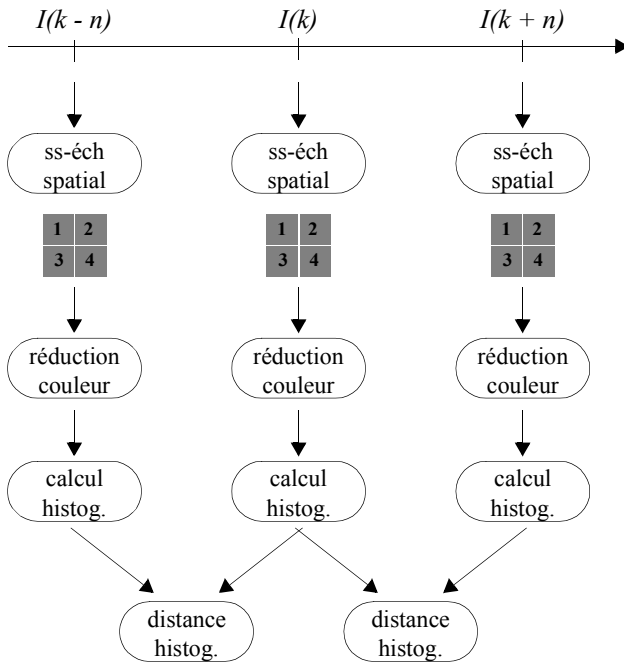 I(k - n) I(k) I(k + n)
ss-éch
spatial
ss-éch
spatial
ss-éch
spatial
1 2
3 4
1 2
3 4
1 2
3 4
réduction
couleur
réduction
couleur
réduction
couleur
calcul
histog.
calcul
histog.
calcul
histog.
distance
histog.
distance
histog.